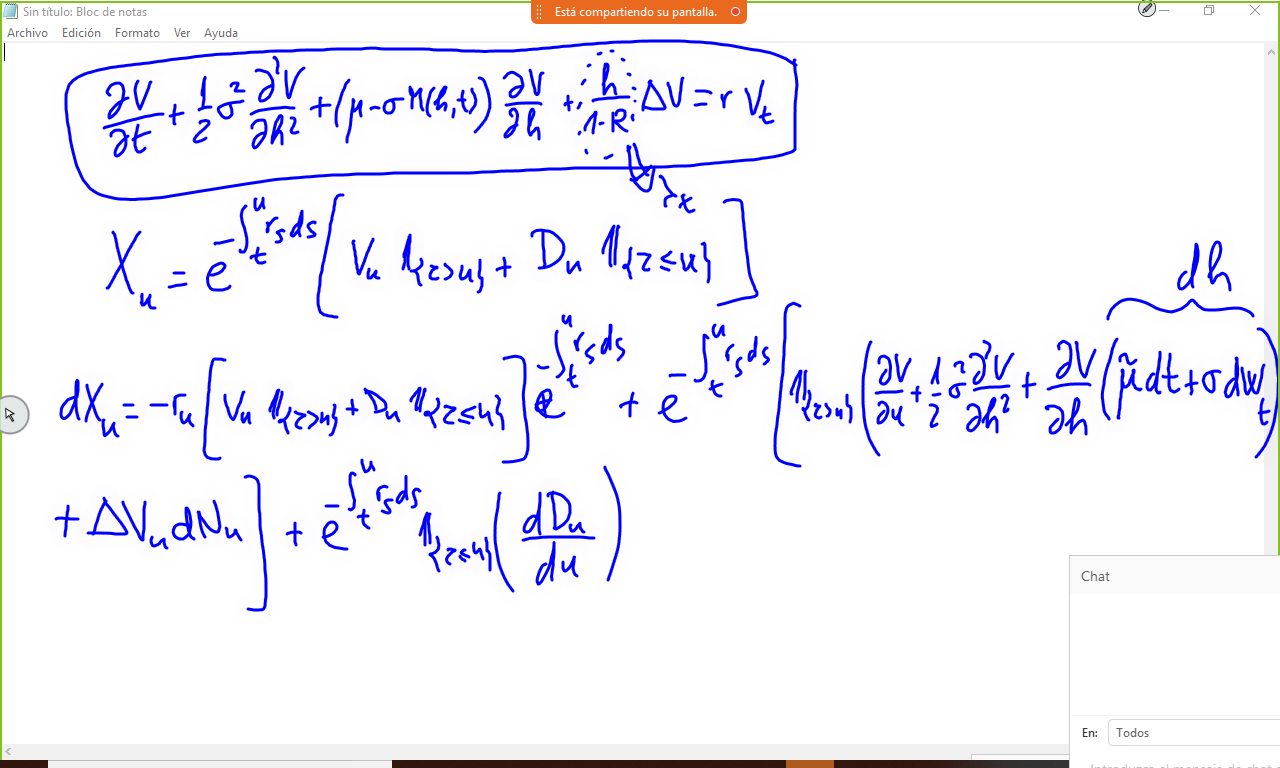 Sin título: Bloc de notas
Está compartiendo su pantalla.
Archivo Edición Formato Ver Ayuda
∂V/∂t + 1/2 σ² ∂²V/∂h² + (μ - σ M(h,t)) ∂V/∂h + h/(1-R) ΔV = r V_t
λ_t
X_u = e^{-∫_t^u r_s ds} [ V_u 𝟙_{τ>u} + D_u 𝟙_{τ≤u} ]
dh
dX_u = -r_u [ V_u 𝟙_{τ>u} + D_u 𝟙_{τ≤u} ] e^{-∫_t^u r_s ds} + e^{-∫_t^u r_s ds} [ 𝟙_{τ>u} ( ∂V/∂u + 1/2 σ² ∂²V/∂h² + ∂V/∂h ( μ̃ dt + σ dW_t )
+ ΔV_u dN_u ] + e^{-∫_t^u r_s ds} 𝟙_{τ≤u} ( dD_u/du )
Chat
En: Todos